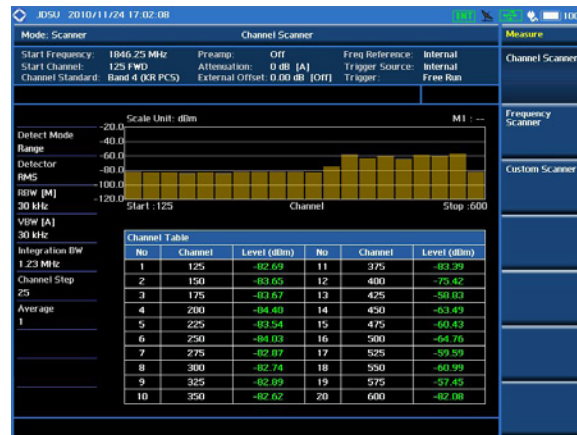 JDSU 2010/11/24 17:02:08 INT 100
Mode: Scanner Channel Scanner Measure
Start Frequency: 1846.25 MHz Preamp: Off Freq Reference: Internal
Start Channel: 125 FWD Attenuation: 0 dB [A] Trigger Source: Internal
Channel Standard: Band 4 (KR PCS) External Offset: 0.00 dB [Off] Trigger: Free Run
Channel Scanner
Frequency Scanner
Custom Scanner
Scale Unit: dBm M1 : --
Detect Mode
Range
Detector
RMS
RBW [M]
30 kHz
VBW [A]
30 kHz
Integration BW
1.23 MHz
Channel Step
25
Average
1
-20.0
-40.0
-60.0
-80.0
-100.0
-120.0
Start :125 Channel Stop :600
Channel Table
No Channel Level (dBm) No Channel Level (dBm)
1 125 -82.69 11 375 -83.39
2 150 -83.65 12 400 -75.42
3 175 -83.67 13 425 -58.03
4 200 -84.40 14 450 -63.49
5 225 -83.54 15 475 -60.43
6 250 -84.03 16 500 -64.76
7 275 -82.87 17 525 -59.59
8 300 -82.74 18 550 -60.99
9 325 -82.89 19 575 -57.45
10 350 -82.62 20 600 -82.08